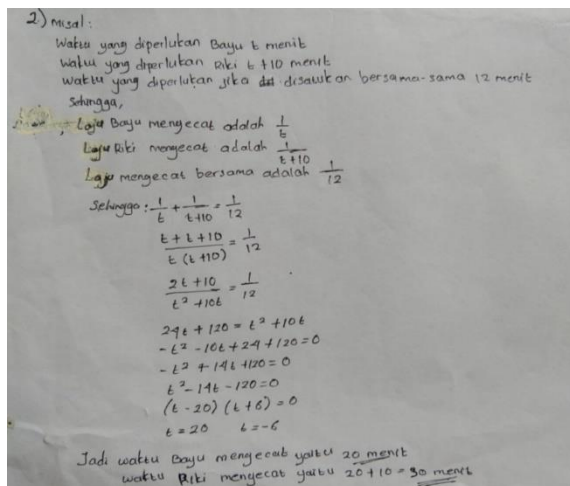 2.) misal :
Waktu yang diperlukan Bayu t menit
Waktu yang diperlukan Riki t +10 menit
Waktu yang diperlukan jika disatukan bersama-sama 12 menit
Sehingga,
Laju Bayu mengecat adalah 1/t
Laju Riki mengecat adalah 1/t+10
Laju mengecat bersama adalah 1/12
Sehingga : 1/t + 1/t+10 = 1/12
t+t+10/t(t+10) = 1/12
2t+10/t²+10t = 1/12
24t + 120 = t² +10t
-t² -10t + 24 + 120 = 0
-t² + 14t +120 = 0
t² - 14t - 120 = 0
(t - 20) (t + 6) = 0
t = 20 t = -6
Jadi waktu Bayu mengecat yaitu 20 menit
waktu Riki mengecat yaitu 20 + 10 = 30 menit